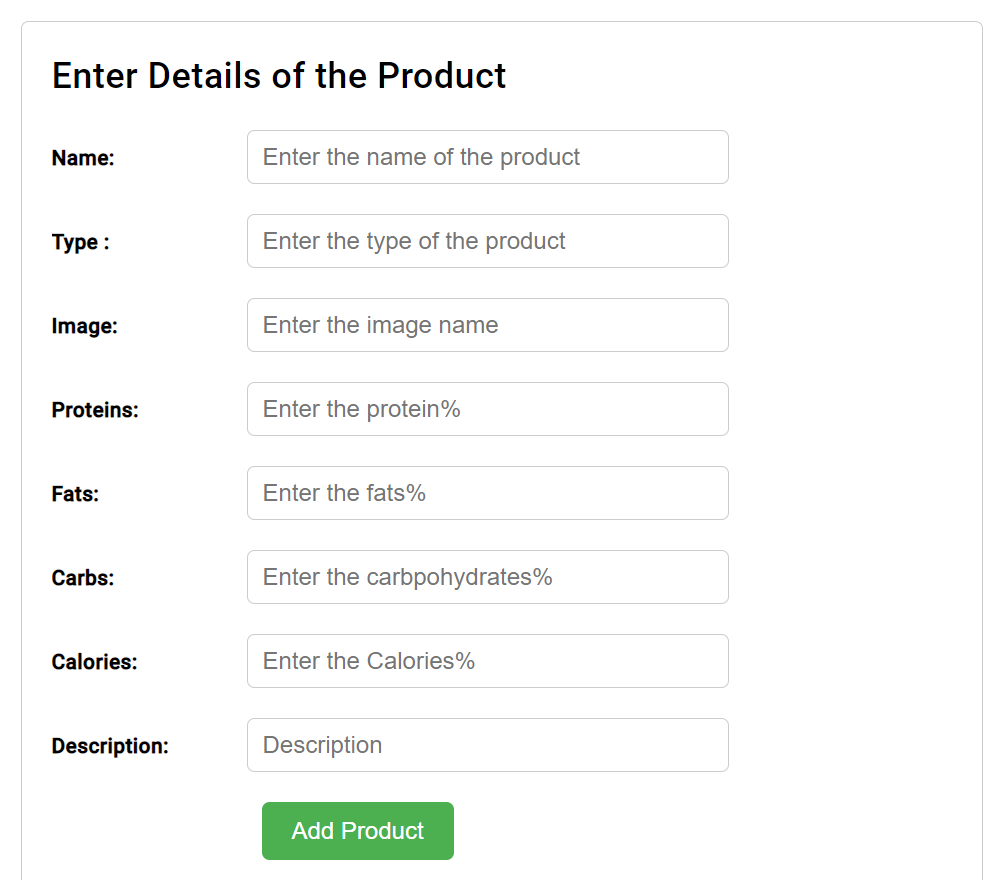 Enter Details of the Product
Name: Enter the name of the product
Type : Enter the type of the product
Image: Enter the image name
Proteins: Enter the protein%
Fats: Enter the fats%
Carbs: Enter the carbpohydrates%
Calories: Enter the Calories%
Description: Description
Add Product